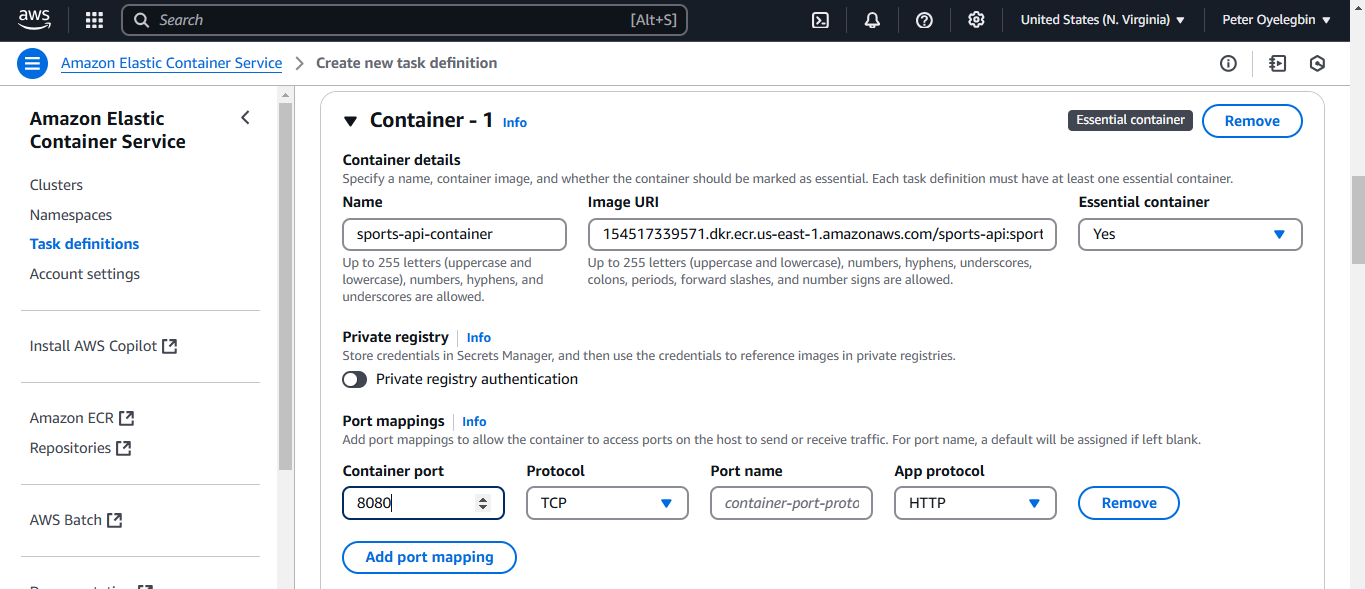 aws
Search [Alt+S]
United States (N. Virginia) Peter Oyelegbin
Amazon Elastic Container Service Create new task definition
Amazon Elastic
Container Service
Clusters
Namespaces
Task definitions
Account settings
Install AWS Copilot
Amazon ECR
Repositories
AWS Batch
Container - 1 Info
Essential container Remove
Container details
Specify a name, container image, and whether the container should be marked as essential. Each task definition must have at least one essential container.
Name Image URI Essential container
sports-api-container 154517339571.dkr.ecr.us-east-1.amazonaws.com/sports-api:sport Yes
Up to 255 letters (uppercase and
lowercase), numbers, hyphens, and
underscores are allowed.
Up to 255 letters (uppercase and lowercase), numbers, hyphens, underscores,
colons, periods, forward slashes, and number signs are allowed.
Private registry Info
Store credentials in Secrets Manager, and then use the credentials to reference images in private registries.
Private registry authentication
Port mappings Info
Add port mappings to allow the container to access ports on the host to send or receive traffic. For port name, a default will be assigned if left blank.
Container port Protocol Port name App protocol
8080 TCP container-port-proto HTTP Remove
Add port mapping